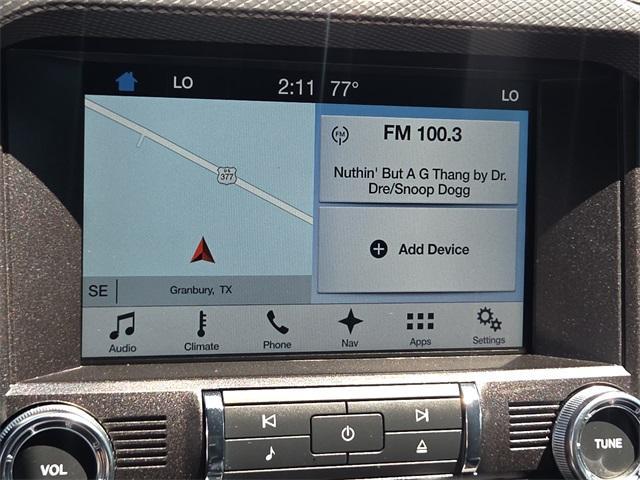 LO 2:11 77° LO
FM
FM 100.3
Nuthin' But A G Thang by Dr.
Dre/Snoop Dogg
U S
377
Add Device
SE Granbury, TX
Audio Climate Phone Nav Apps Settings
VOL
TUNE